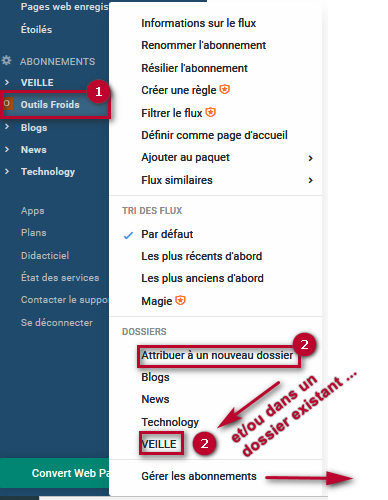 Pages web enregist
Étoilés
ABONNEMENTS
VEILLE
Outils Froids
1
Blogs
News
Technology
Apps
Plans
Didacticiel
État des services
Contacter le suppo
Se déconnecter
Convert Web Pa
Informations sur le flux
Renommer l'abonnement
Résilier l'abonnement
Créer une règle
Filtrer le flux
Définir comme page d'accueil
Ajouter au paquet
Flux similaires
TRI DES FLUX
Par défaut
Les plus récents d'abord
Les plus anciens d'abord
Magie
DOSSIERS
Attribuer à un nouveau dossier
2
Blogs
News
Technology
VEILLE
2
et/ou dans un
dossier existant ...
Gérer les abonnements